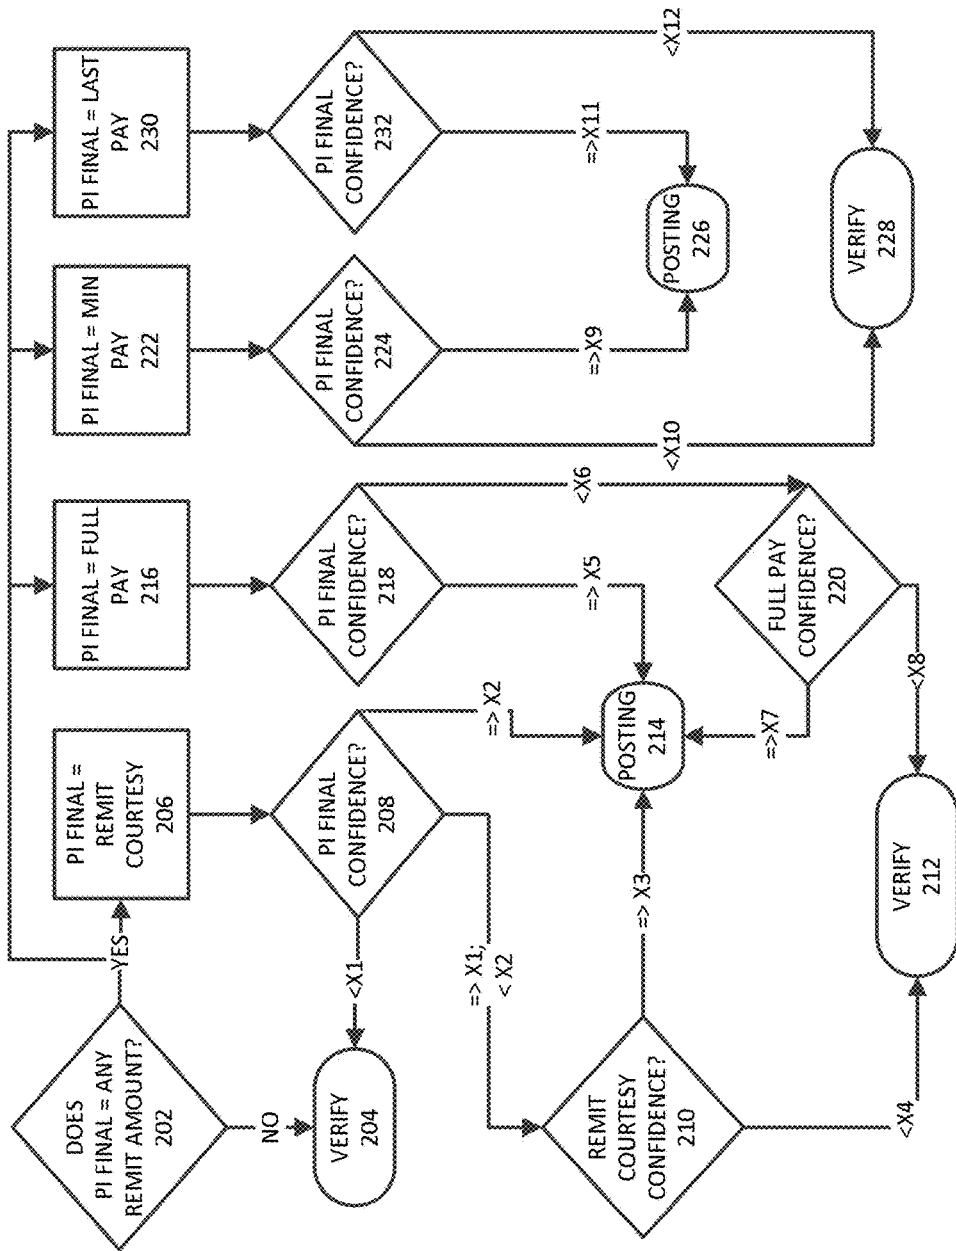 DOES
PI FINAL = ANY
REMIT AMOUNT?
202
YES
NO
VERIFY
204
PI FINAL =
REMIT
COURTESY
206
PI FINAL
CONFIDENCE?
208
<X1
=> X1;
< X2
=> X2
REMIT
COURTESY
CONFIDENCE?
210
=> X3
<X4
VERIFY
212
POSTING
214
PI FINAL = FULL
PAY
216
PI FINAL
CONFIDENCE?
218
=> X5
<X6
FULL PAY
CONFIDENCE?
220
=>X7
<X8
PI FINAL = MIN
PAY
222
PI FINAL
CONFIDENCE?
224
=>X9
<X10
POSTING
226
VERIFY
228
PI FINAL = LAST
PAY
230
PI FINAL
CONFIDENCE?
232
=>X11
<X12